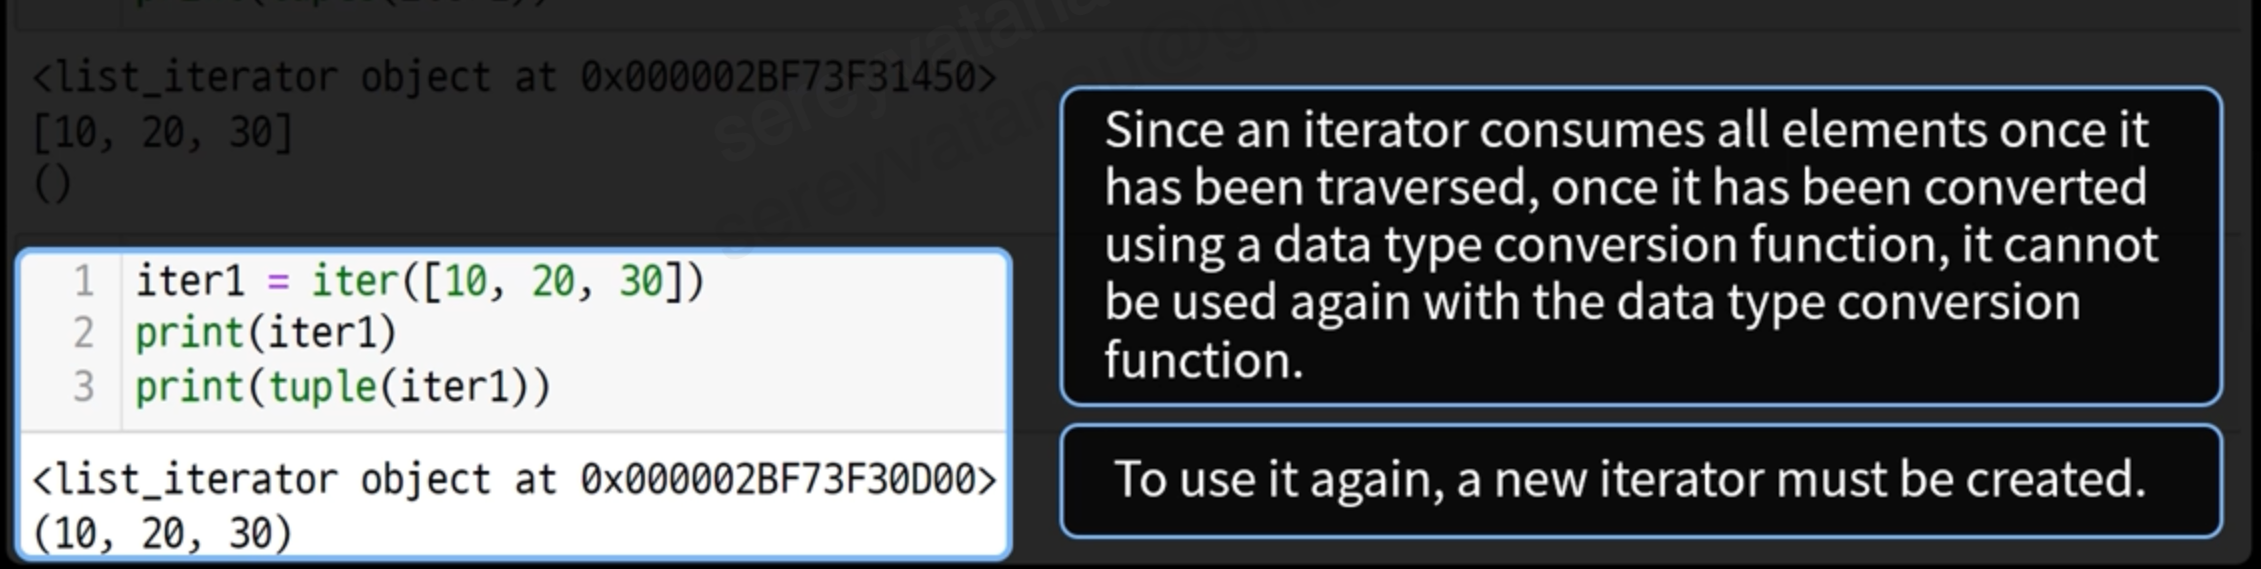 print(tuple(iter1))
<list_iterator object at 0x000002BF73F31450>
[10, 20, 30]
()
1 iter1 = iter([10, 20, 30])
2 print(iter1)
3 print(tuple(iter1))
<list_iterator object at 0x000002BF73F30D00>
(10, 20, 30)
Since an iterator consumes all elements once it
has been traversed, once it has been converted
using a data type conversion function, it cannot
be used again with the data type conversion
function.
To use it again, a new iterator must be created.